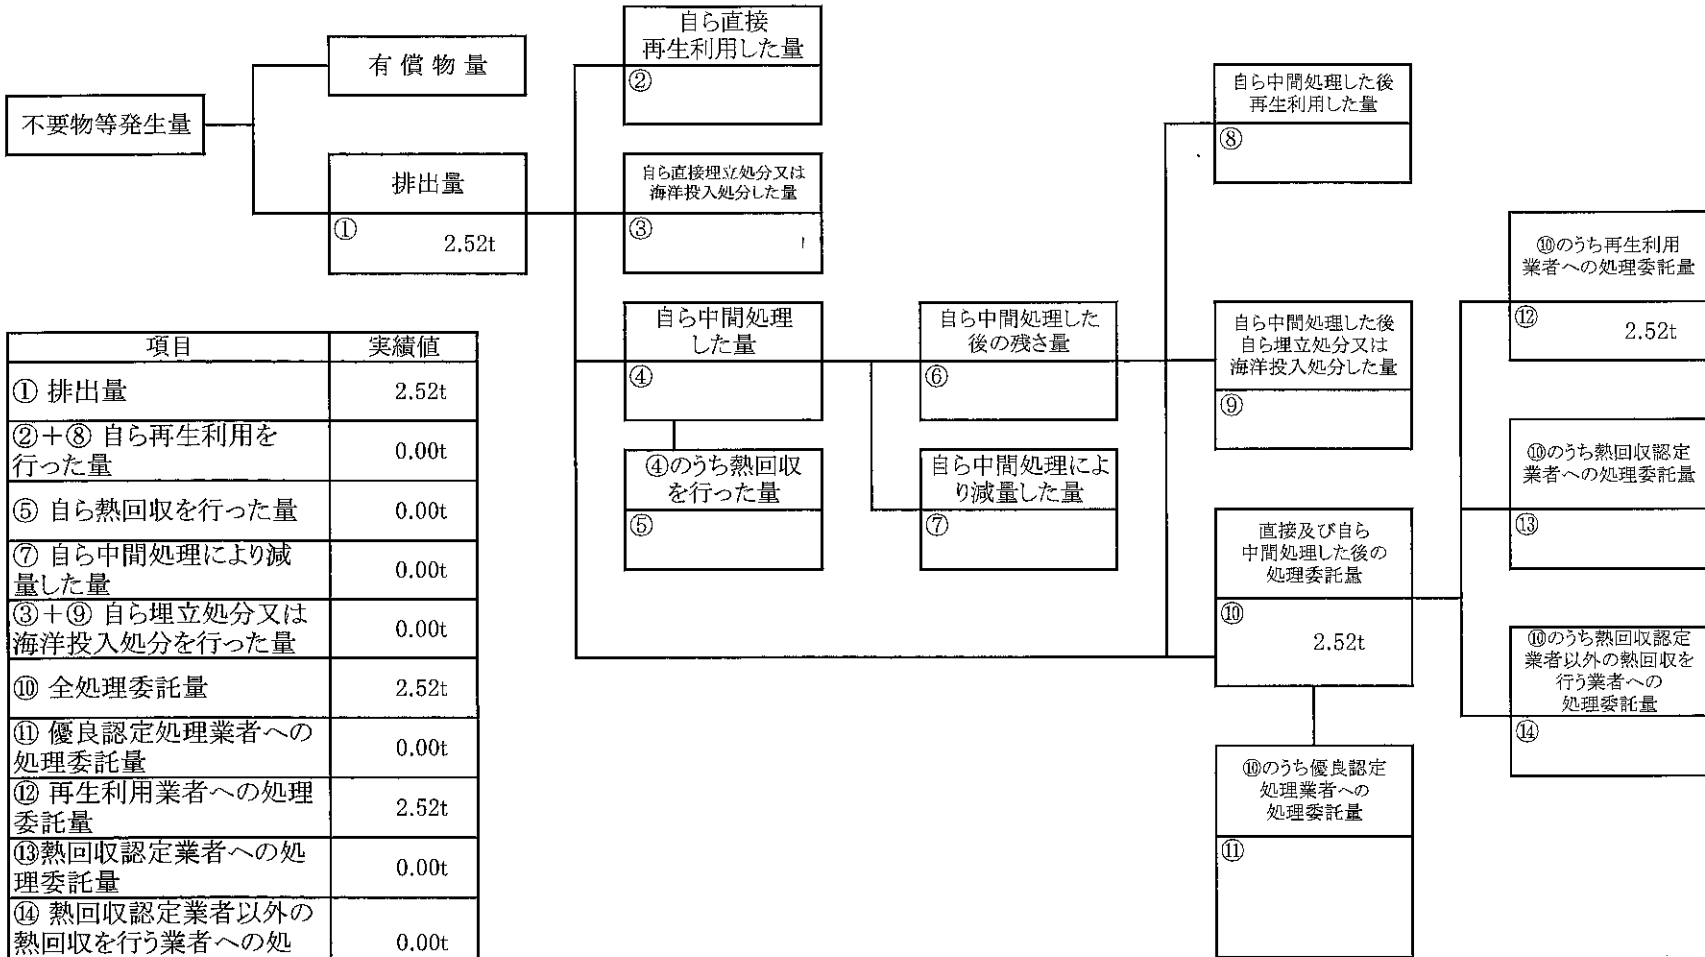 不要物等発生量
有償物量
排出量
①
2.52t
自ら直接
再生利用した量
②
自ら直接埋立処分又は
海洋投入処分した量
③
自ら中間処理
した量
④
④のうち熱回収
を行った量
⑤
自ら中間処理した
後の残さ量
⑥
自ら中間処理によ
り減量した量
⑦
自ら中間処理した後
再生利用した量
⑧
自ら中間処理した後
自ら埋立処分又は
海洋投入処分した量
⑨
直接及び自ら
中間処理した後の
処理委託量
⑩
2.52t
⑩のうち優良認定
処理業者への
処理委託量
⑪
⑩のうち再生利用
業者への処理委託量
⑫
2.52t
⑩のうち熱回収認定
業者への処理委託量
⑬
⑩のうち熱回収認定
業者以外の熱回収を
行う業者への
処理委託量
⑭
項目 実績値
① 排出量 2.52t
②+⑧ 自ら再生利用を
行った量 0.00t
⑤ 自ら熱回収を行った量 0.00t
⑦ 自ら中間処理により減
量した量 0.00t
③+⑨ 自ら埋立処分又は
海洋投入処分を行った量 0.00t
⑩ 全処理委託量 2.52t
⑪ 優良認定処理業者への
処理委託量 0.00t
⑫ 再生利用業者への処理
委託量 2.52t
⑬熱回収認定業者への処
理委託量 0.00t
⑭ 熱回収認定業者以外の
熱回収を行う業者への処 0.00t